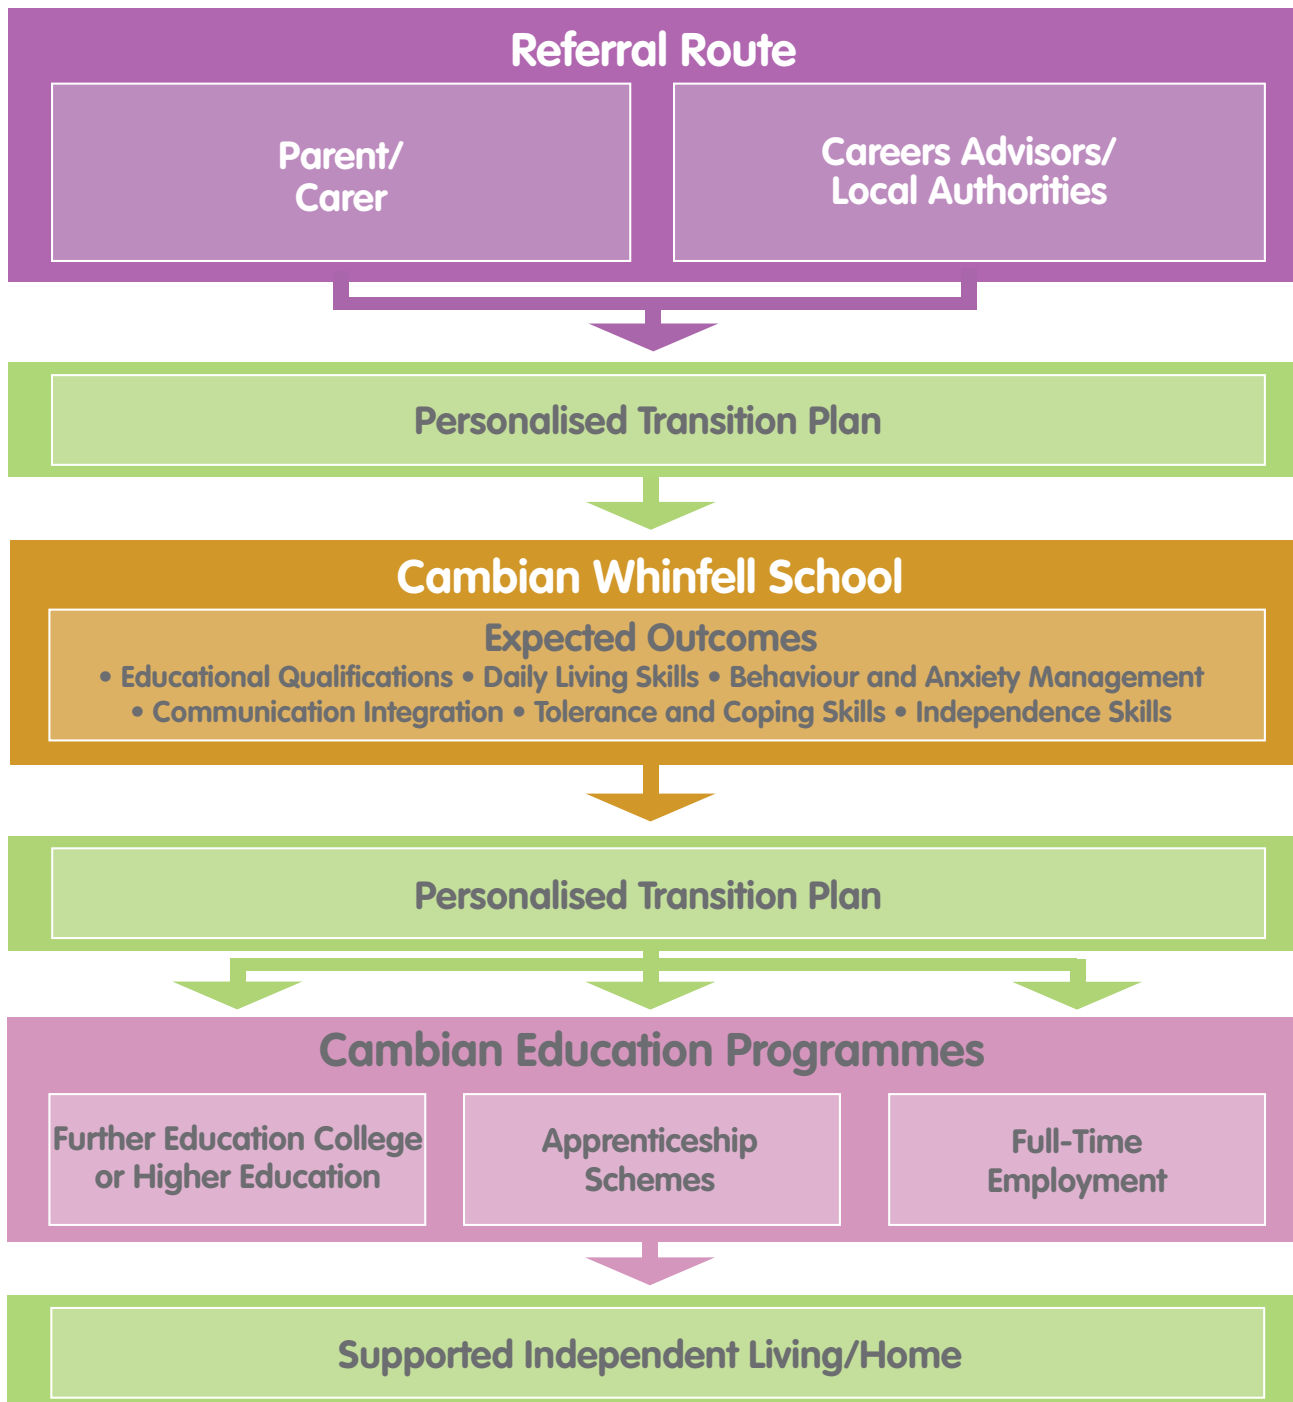 Referral Route
Parent/
Carer
Careers Advisors/
Local Authorities
Personalised Transition Plan
Cambian Whinfell School
Expected Outcomes
• Educational Qualifications • Daily Living Skills • Behaviour and Anxiety Management
• Communication Integration • Tolerance and Coping Skills • Independence Skills
Personalised Transition Plan
Cambian Education Programmes
Further Education College
or Higher Education
Apprenticeship
Schemes
Full-Time
Employment
Supported Independent Living/Home